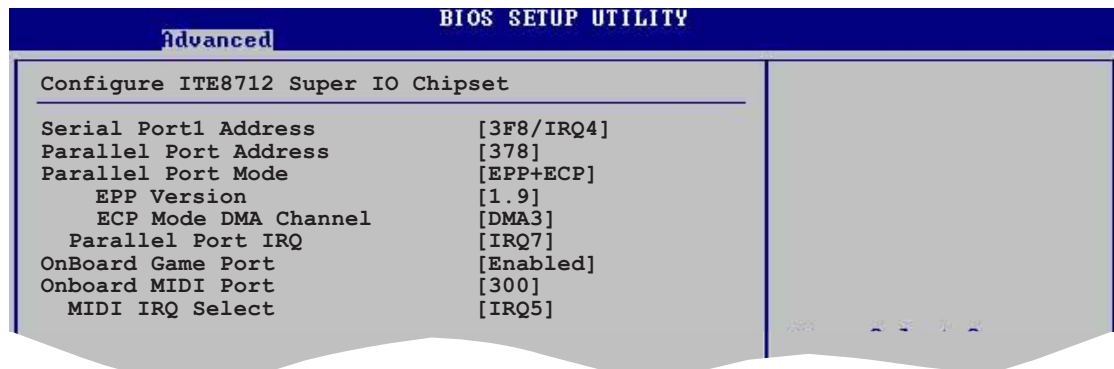 BIOS SETUP UTILITY
Advanced
Configure ITE8712 Super IO Chipset
Serial Port1 Address [3F8/IRQ4]
Parallel Port Address [378]
Parallel Port Mode [EPP+ECP]
EPP Version [1.9]
ECP Mode DMA Channel [DMA3]
Parallel Port IRQ [IRQ7]
OnBoard Game Port [Enabled]
Onboard MIDI Port [300]
MIDI IRQ Select [IRQ5]